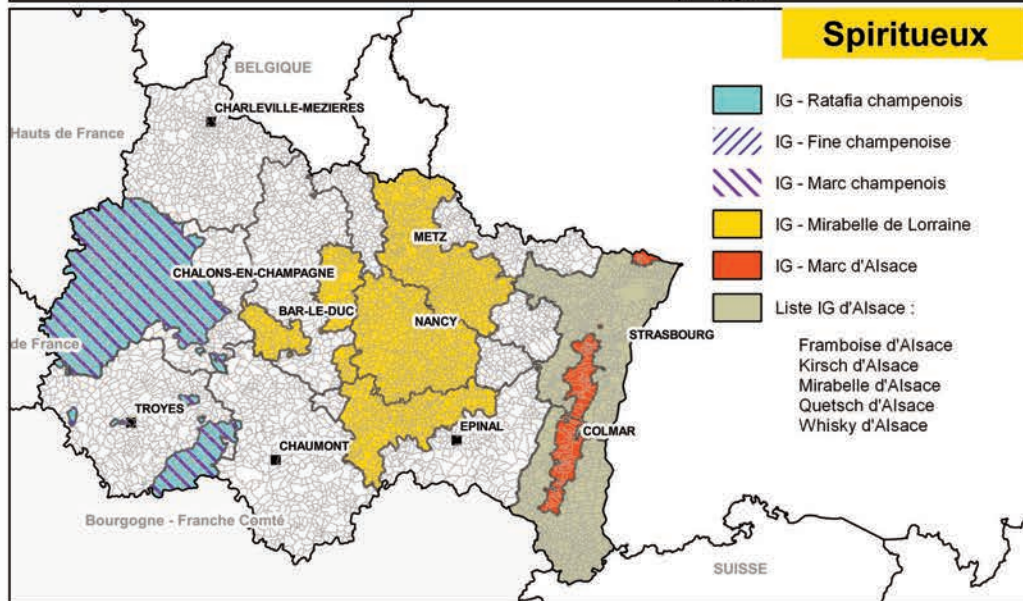 Spiritueux
BELGIQUE
CHARLEVILLE-MEZIERES
Hauts de France
METZ
CHALONS-EN-CHAMPAGNE
BAR-LE-DUC
NANCY
STRASBOURG
de France
TROYES
CHAUMONT
EPINAL
COLMAR
Bourgogne - Franche Comté
SUISSE
IG - Ratafia champenois
IG - Fine champenoise
IG - Marc champenois
IG - Mirabelle de Lorraine
IG - Marc d'Alsace
Liste IG d'Alsace :
Framboise d'Alsace
Kirsch d'Alsace
Mirabelle d'Alsace
Quetsch d'Alsace
Whisky d'Alsace